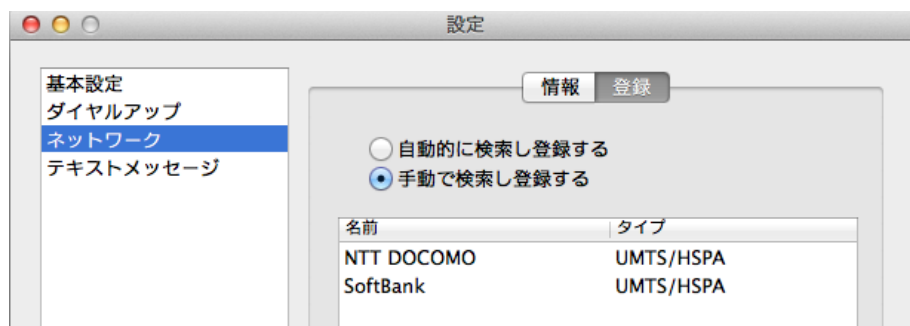 設定
基本設定
ダイヤルアップ
ネットワーク
テキストメッセージ
情報 登録
自動的に検索し登録する
手動で検索し登録する
名前 タイプ
NTT DOCOMO UMTS/HSPA
SoftBank UMTS/HSPA